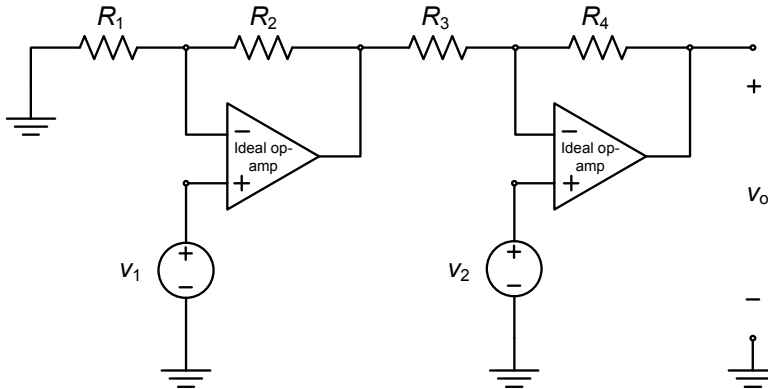 R1 R2 R3 R4
−
Ideal op-
amp
+
−
Ideal op-
amp
+
+
v1
+
−
v2
+
−
vo
−